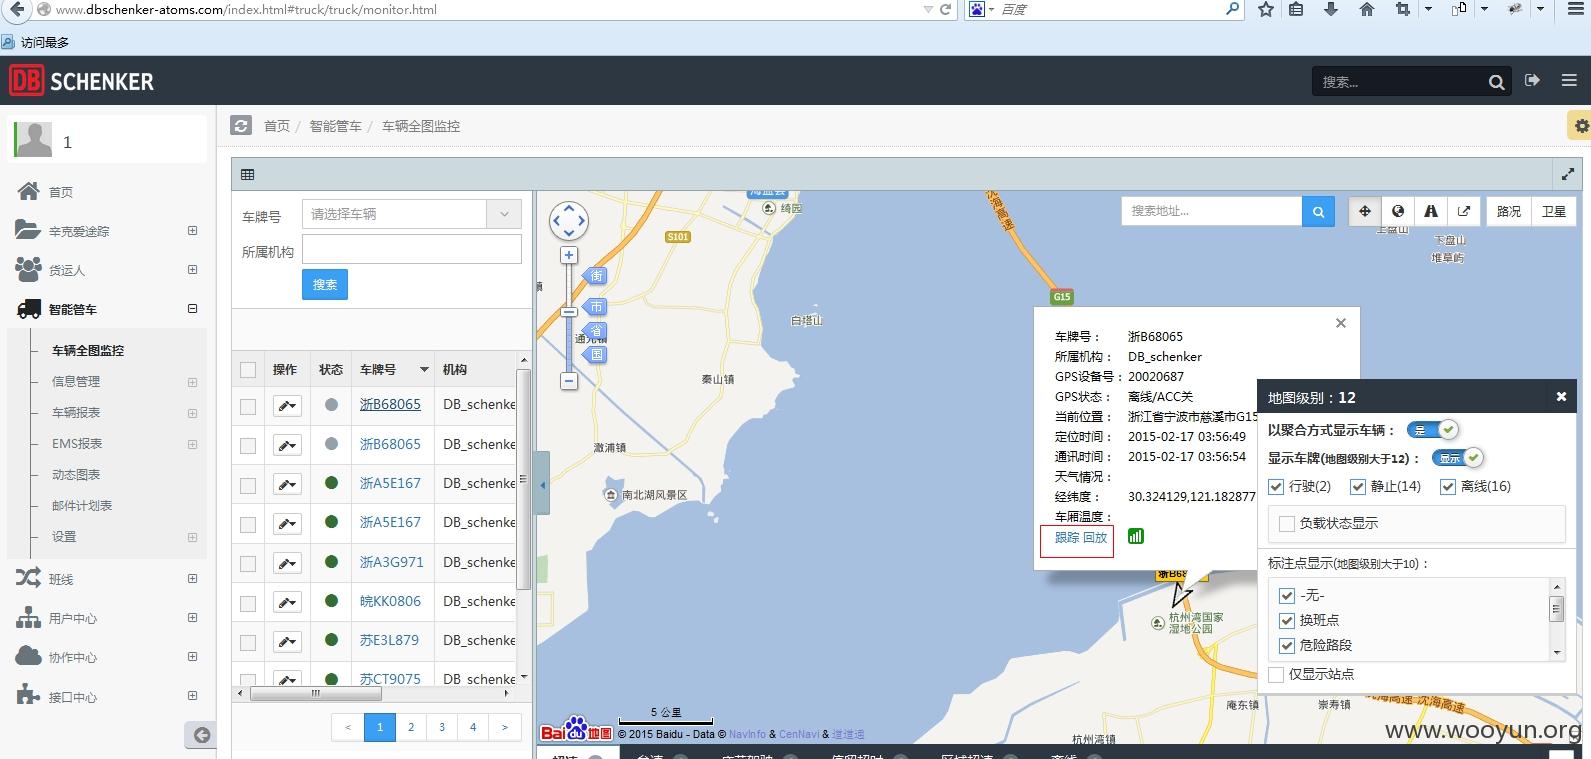 www.dbschenker-atoms.com/index.html#truck/truck/monitor.html
百度
访问最多
DB SCHENKER
搜索...
1
首页 / 智能管车 / 车辆全图监控
首页
辛克爱途踪
货运人
智能管车
车辆全图监控
信息管理
车辆报表
EMS报表
动态图表
邮件计划表
设置
班线
用户中心
协作中心
接口中心
车牌号 请选择车辆
所属机构
搜索
操作 状态 车牌号 机构
浙B68065 DB_schenke
浙B68065 DB_schenke
浙A5E167 DB_schenke
浙A5E167 DB_schenke
浙A3G971 DB_schenke
皖KK0806 DB_schenke
苏E3L879 DB_schenke
苏CT9075 DB_schenke
< 1 2 3 4 >
搜索地址...
路况 卫星
绮园
S101
街
市
省
国
白塔山
秦山镇
澉浦镇
南北湖风景区
沈海高速
G15
上盘山
下盘山
堆草屿
车牌号： 浙B68065
所属机构： DB_schenker
GPS设备号： 20020687
GPS状态： 离线/ACC关
当前位置： 浙江省宁波市慈溪市G15
定位时间： 2015-02-17 03:56:49
通讯时间： 2015-02-17 03:56:54
天气情况：
经纬度： 30.324129,121.182877
车厢温度：
跟踪 回放
浙B68
杭州湾国家
湿地公园
地图级别：12
以聚合方式显示车辆： 是
显示车牌(地图级别大于12)： 显示
行驶(2) 静止(14) 离线(16)
负载状态显示
标注点显示(地图级别大于10)：
-无-
换班点
危险路段
仅显示站点
沈海高速 沈海高速
庵东镇
崇寿镇
杭州湾镇
5 公里
Baidu地图 © 2015 Baidu - Data © NavInfo & CenNavi & 道道通
www.wooyun.org